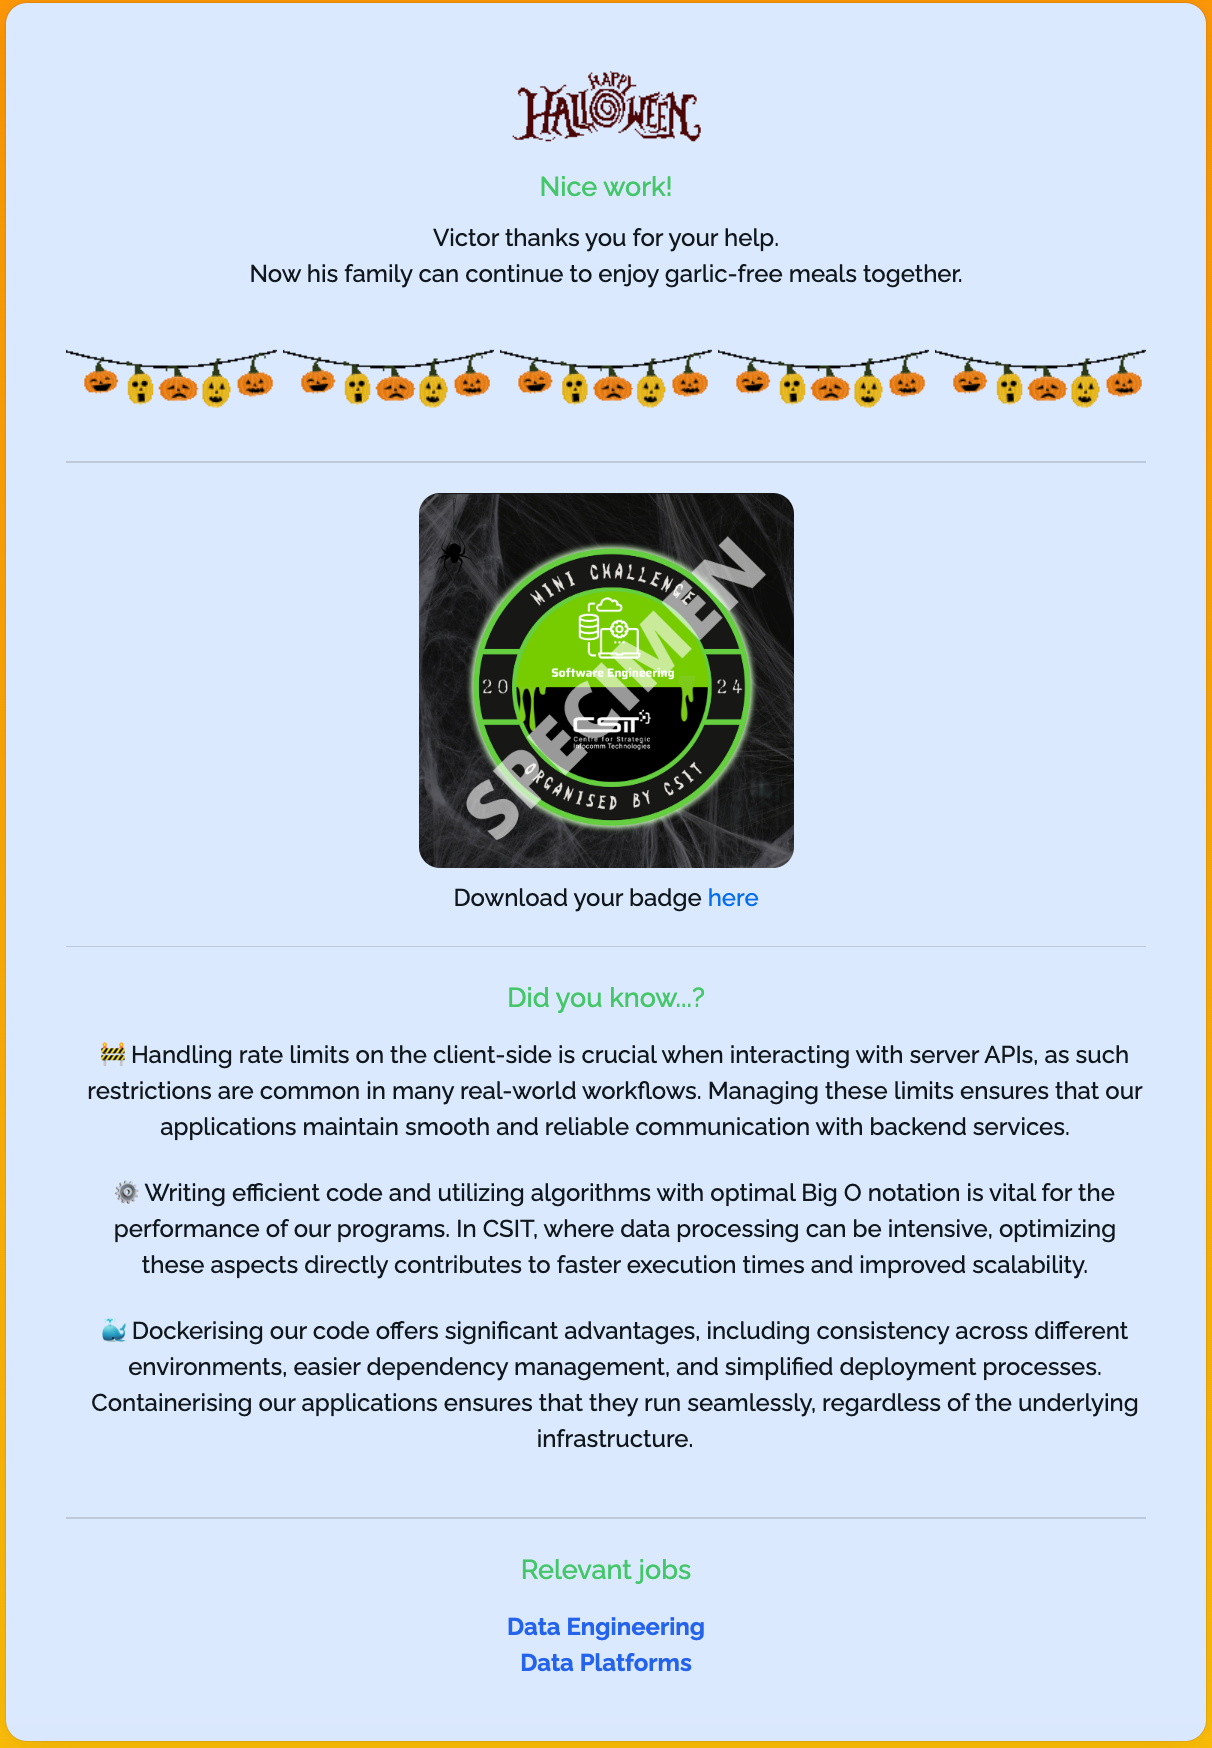 HAPPY
HALLOWEEN
Nice work!
Victor thanks you for your help.
Now his family can continue to enjoy garlic-free meals together.
MINI CHALLENGE
Software Engineering
20 24
CSIT
Centre for Strategic
Infocomm Technologies
ORGANISED BY CSIT
SPECIMEN
Download your badge here
Did you know...?
🚧 Handling rate limits on the client-side is crucial when interacting with server APIs, as such
restrictions are common in many real-world workflows. Managing these limits ensures that our
applications maintain smooth and reliable communication with backend services.
⚙️ Writing efficient code and utilizing algorithms with optimal Big O notation is vital for the
performance of our programs. In CSIT, where data processing can be intensive, optimizing
these aspects directly contributes to faster execution times and improved scalability.
🐳 Dockerising our code offers significant advantages, including consistency across different
environments, easier dependency management, and simplified deployment processes.
Containerising our applications ensures that they run seamlessly, regardless of the underlying
infrastructure.
Relevant jobs
Data Engineering
Data Platforms